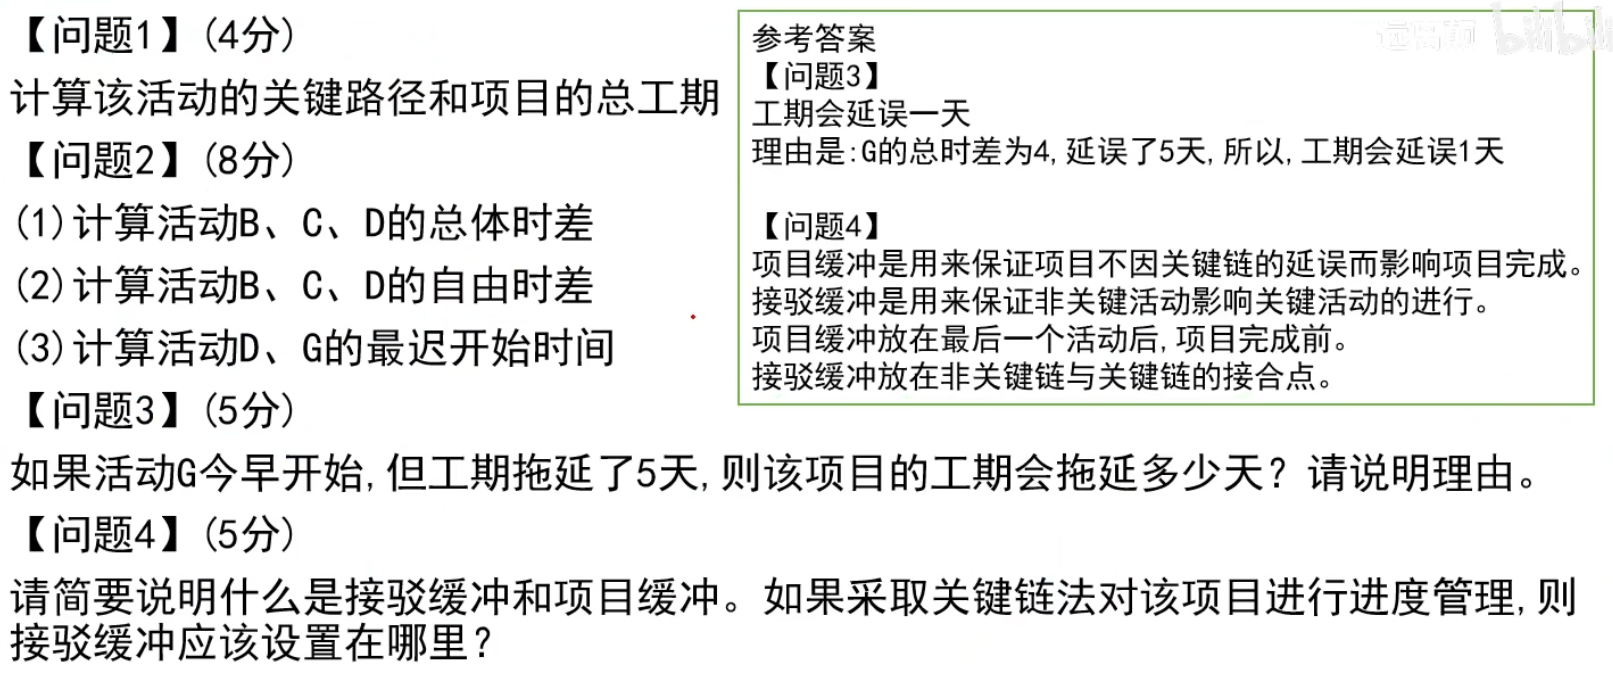 【问题1】(4分)
计算该活动的关键路径和项目的总工期
【问题2】(8分)
(1)计算活动B、C、D的总体时差
(2)计算活动B、C、D的自由时差
(3)计算活动D、G的最迟开始时间
【问题3】(5分)
如果活动G今早开始,但工期拖延了5天,则该项目的工期会拖延多少天? 请说明理由。
【问题4】(5分)
请简要说明什么是接驳缓冲和项目缓冲。如果采取关键链法对该项目进行进度管理,则
接驳缓冲应该设置在哪里?
参考答案
【问题3】
工期会延误一天
理由是:G的总时差为4,延误了5天,所以,工期会延误1天
【问题4】
项目缓冲是用来保证项目不因关键链的延误而影响项目完成。
接驳缓冲是用来保证非关键活动影响关键活动的进行。
项目缓冲放在最后一个活动后,项目完成前。
接驳缓冲放在非关键链与关键链的接合点。
bilibili